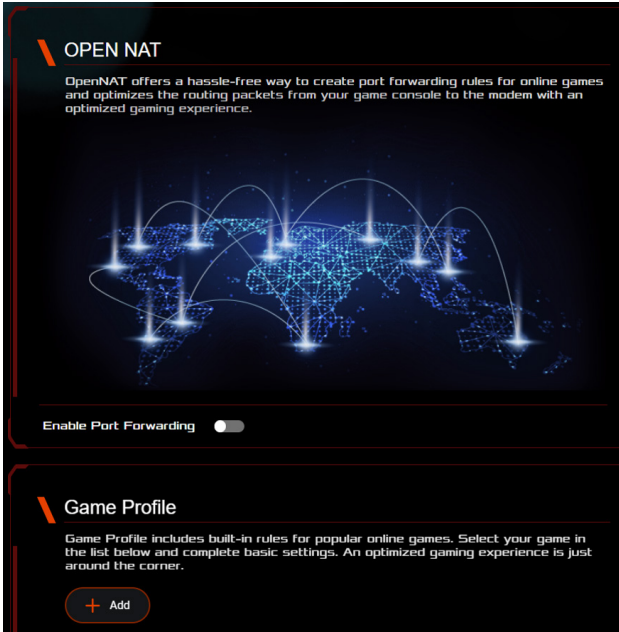 OPEN NAT
OpenNAT offers a hassle-free way to create port forwarding rules for online games
and optimizes the routing packets from your game console to the modem with an
optimized gaming experience.
Enable Port Forwarding
Game Profile
Game Profile includes built-in rules for popular online games. Select your game in
the list below and complete basic settings. An optimized gaming experience is just
around the corner.
Add